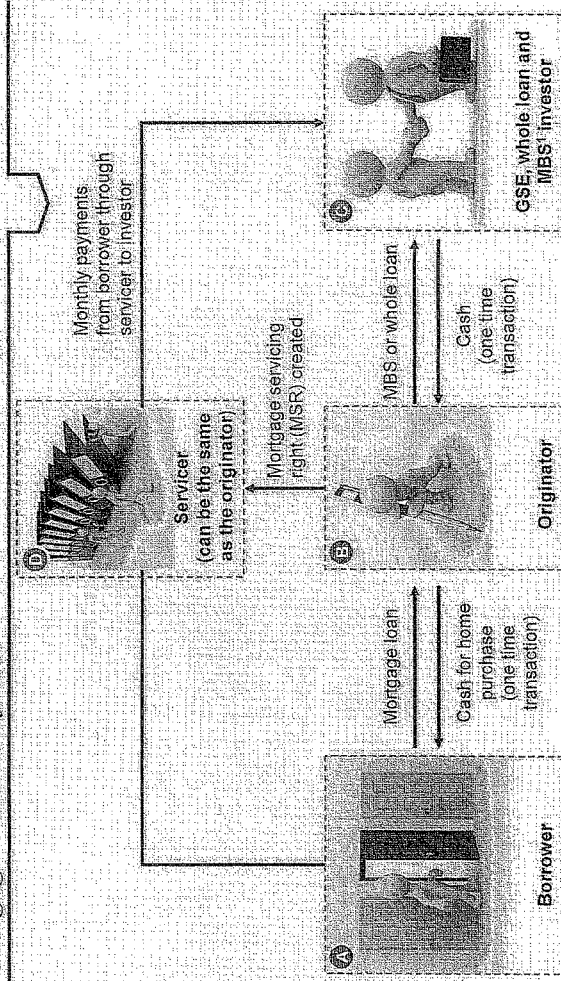 Monthly payments
from borrower through
servicer to investor
D
Servicer
(can be the same
as the originator)
Mortgage servicing
right (MSR) created
A
Borrower
Mortgage loan
Cash for home
purchase
(one time
transaction)
B
Originator
MBS or whole loan
Cash
(one time
transaction)
C
GSE, whole loan and
MBS¹ investor